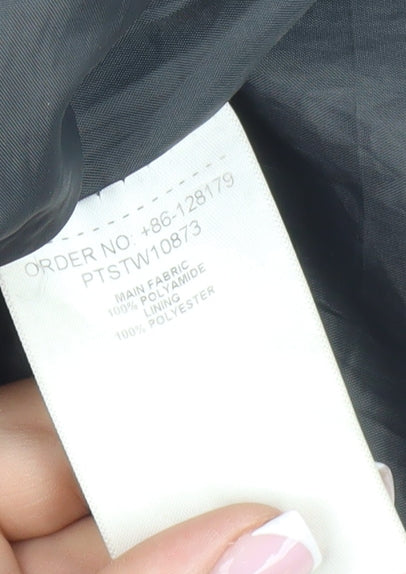 ORDER NO: +86-128179
PTSTW10873
MAIN FABRIC
100% POLYAMIDE
LINING
100% POLYESTER